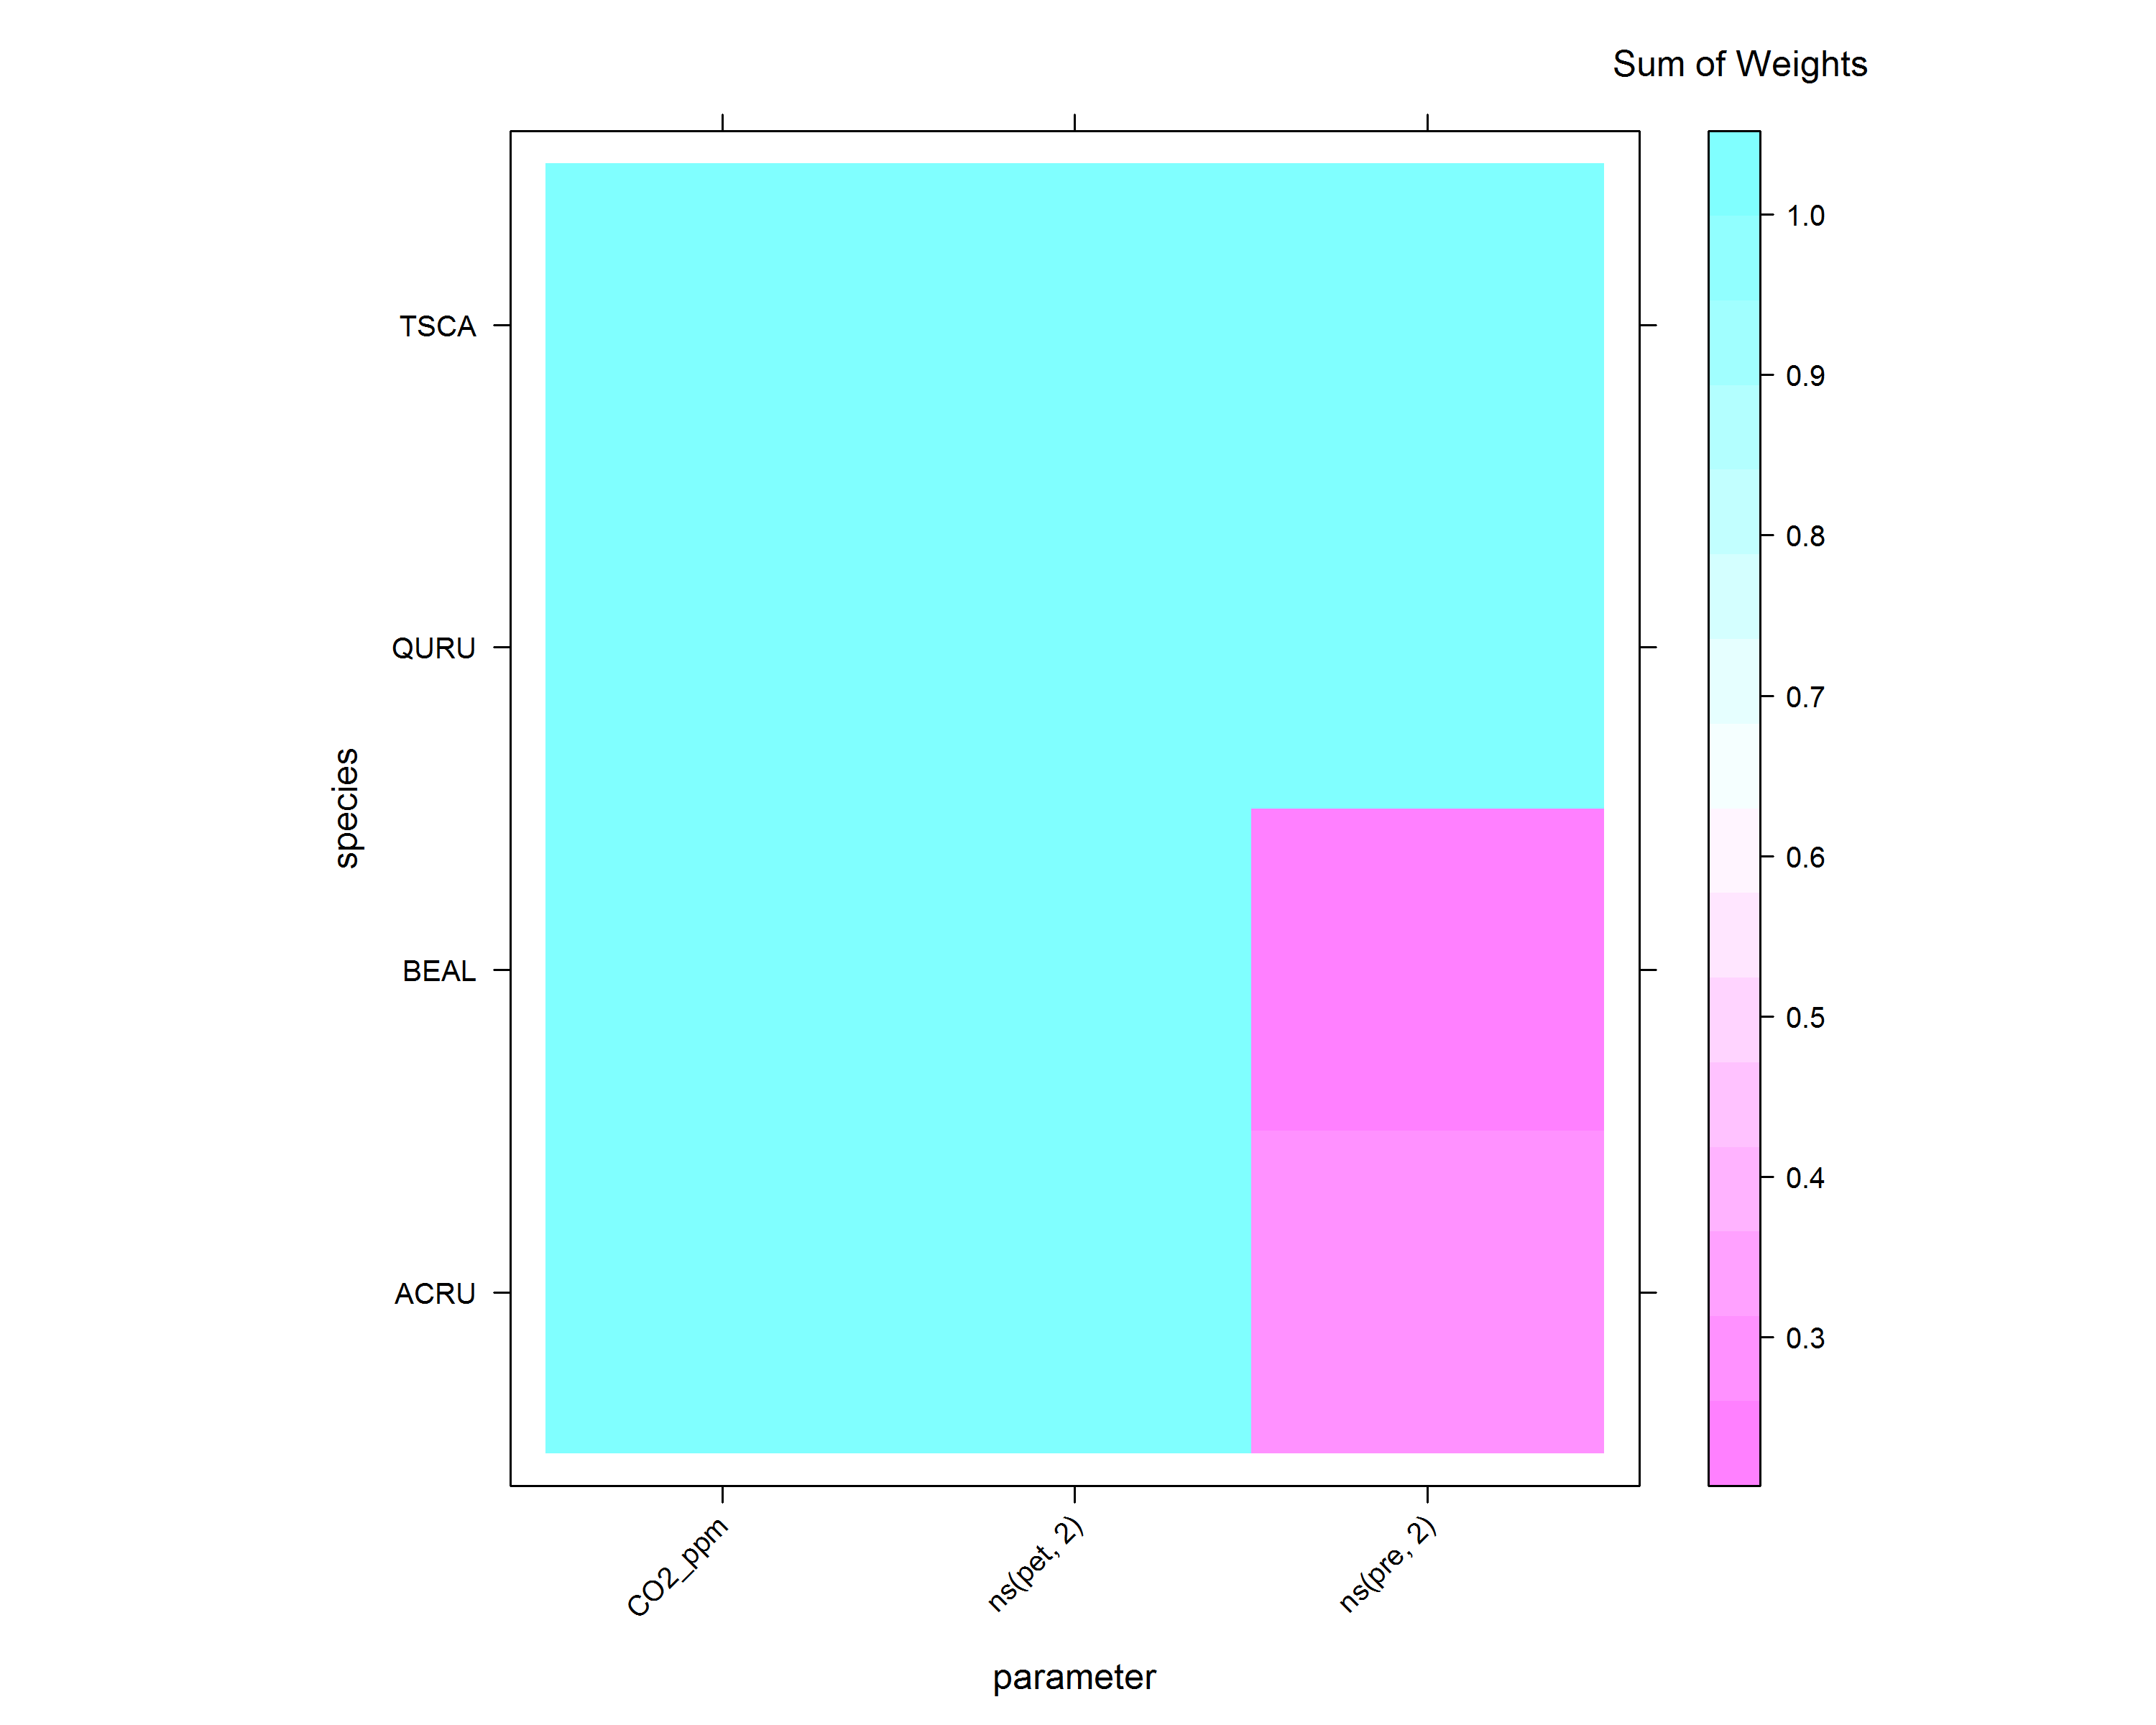 Sum of Weights
species
TSCA
QURU
BEAL
ACRU
1.0
0.9
0.8
0.7
0.6
0.5
0.4
0.3
CO2_ppm
ns(pet, 2)
ns(pre, 2)
parameter